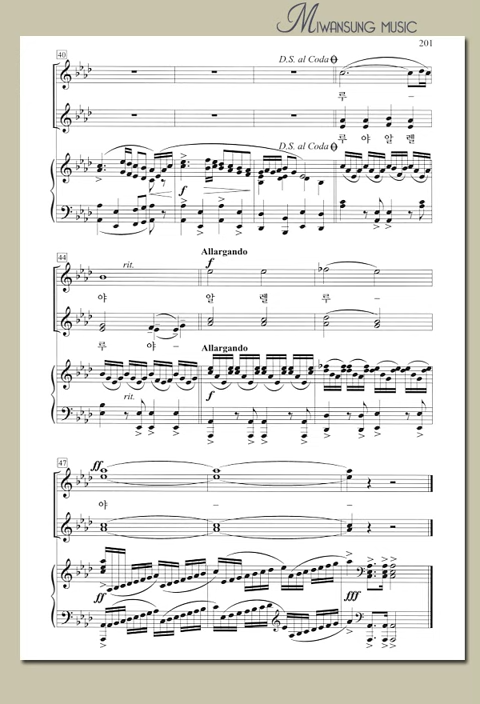 MIWANSUNG MUSIC
201
40
D.S. al Coda
루 -
루 야 알 렐
D.S. al Coda
f
44
rit.
Allargando
f
야 알 렐 루 -
루 야-
Allargando
rit.
f
47
ff
야 - -
ff
fff